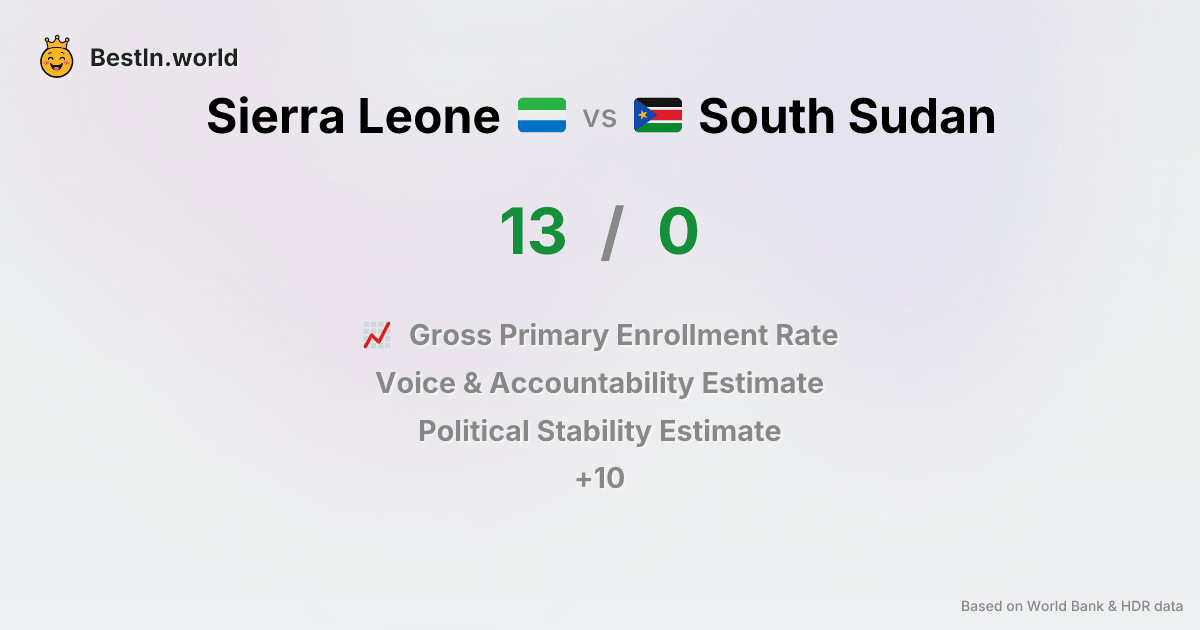 BestIn.world
Sierra Leone vs South Sudan
13 / 0
Gross Primary Enrollment Rate
Voice & Accountability Estimate
Political Stability Estimate
+10
Based on World Bank & HDR data